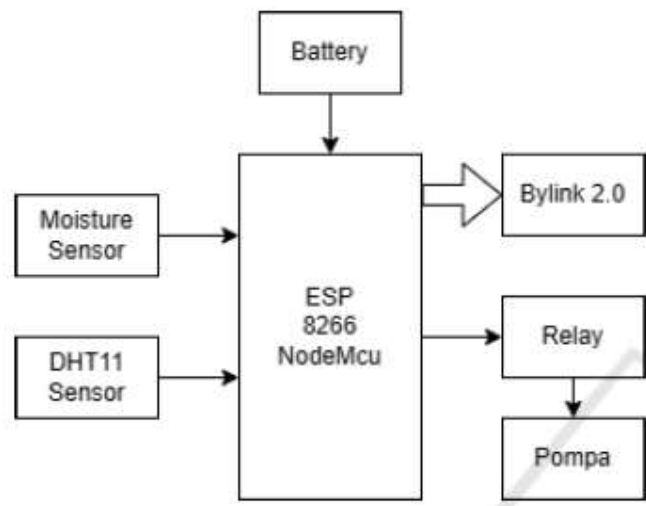 Battery
Moisture
Sensor
DHT11
Sensor
ESP
8266
NodeMcu
Bylink 2.0
Relay
Pompa